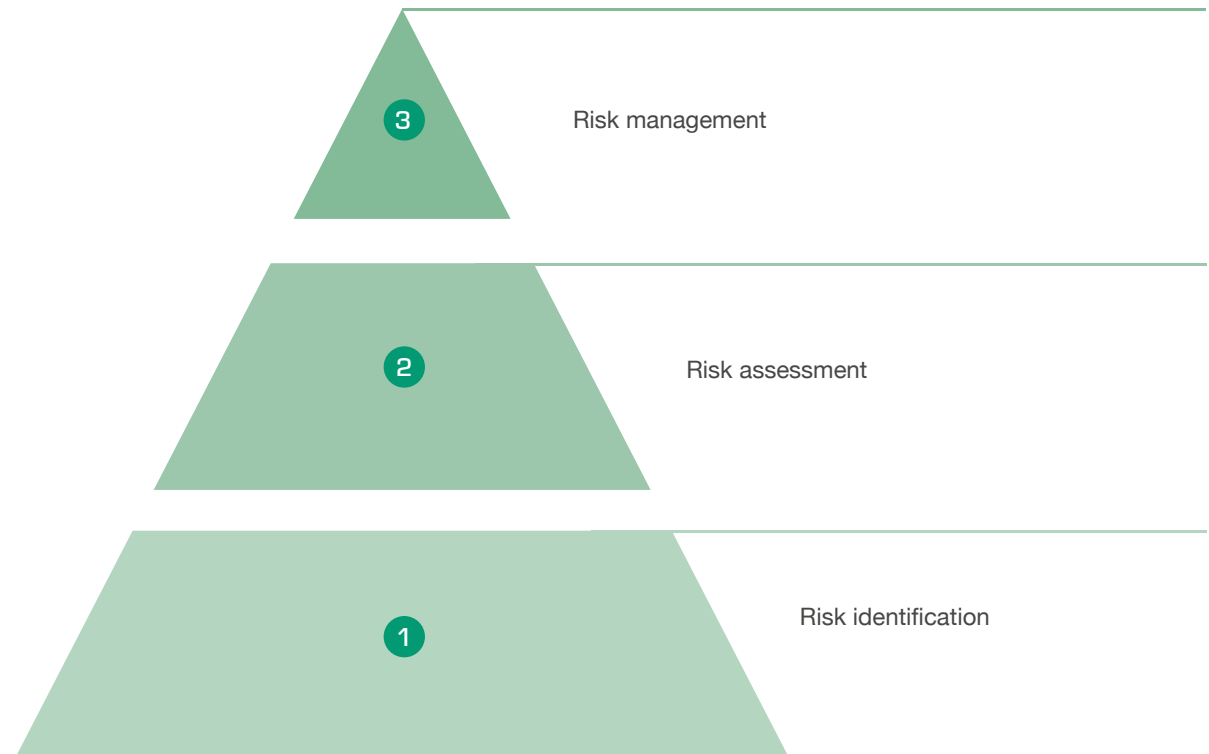 3
Risk management
2
Risk assessment
1
Risk identification